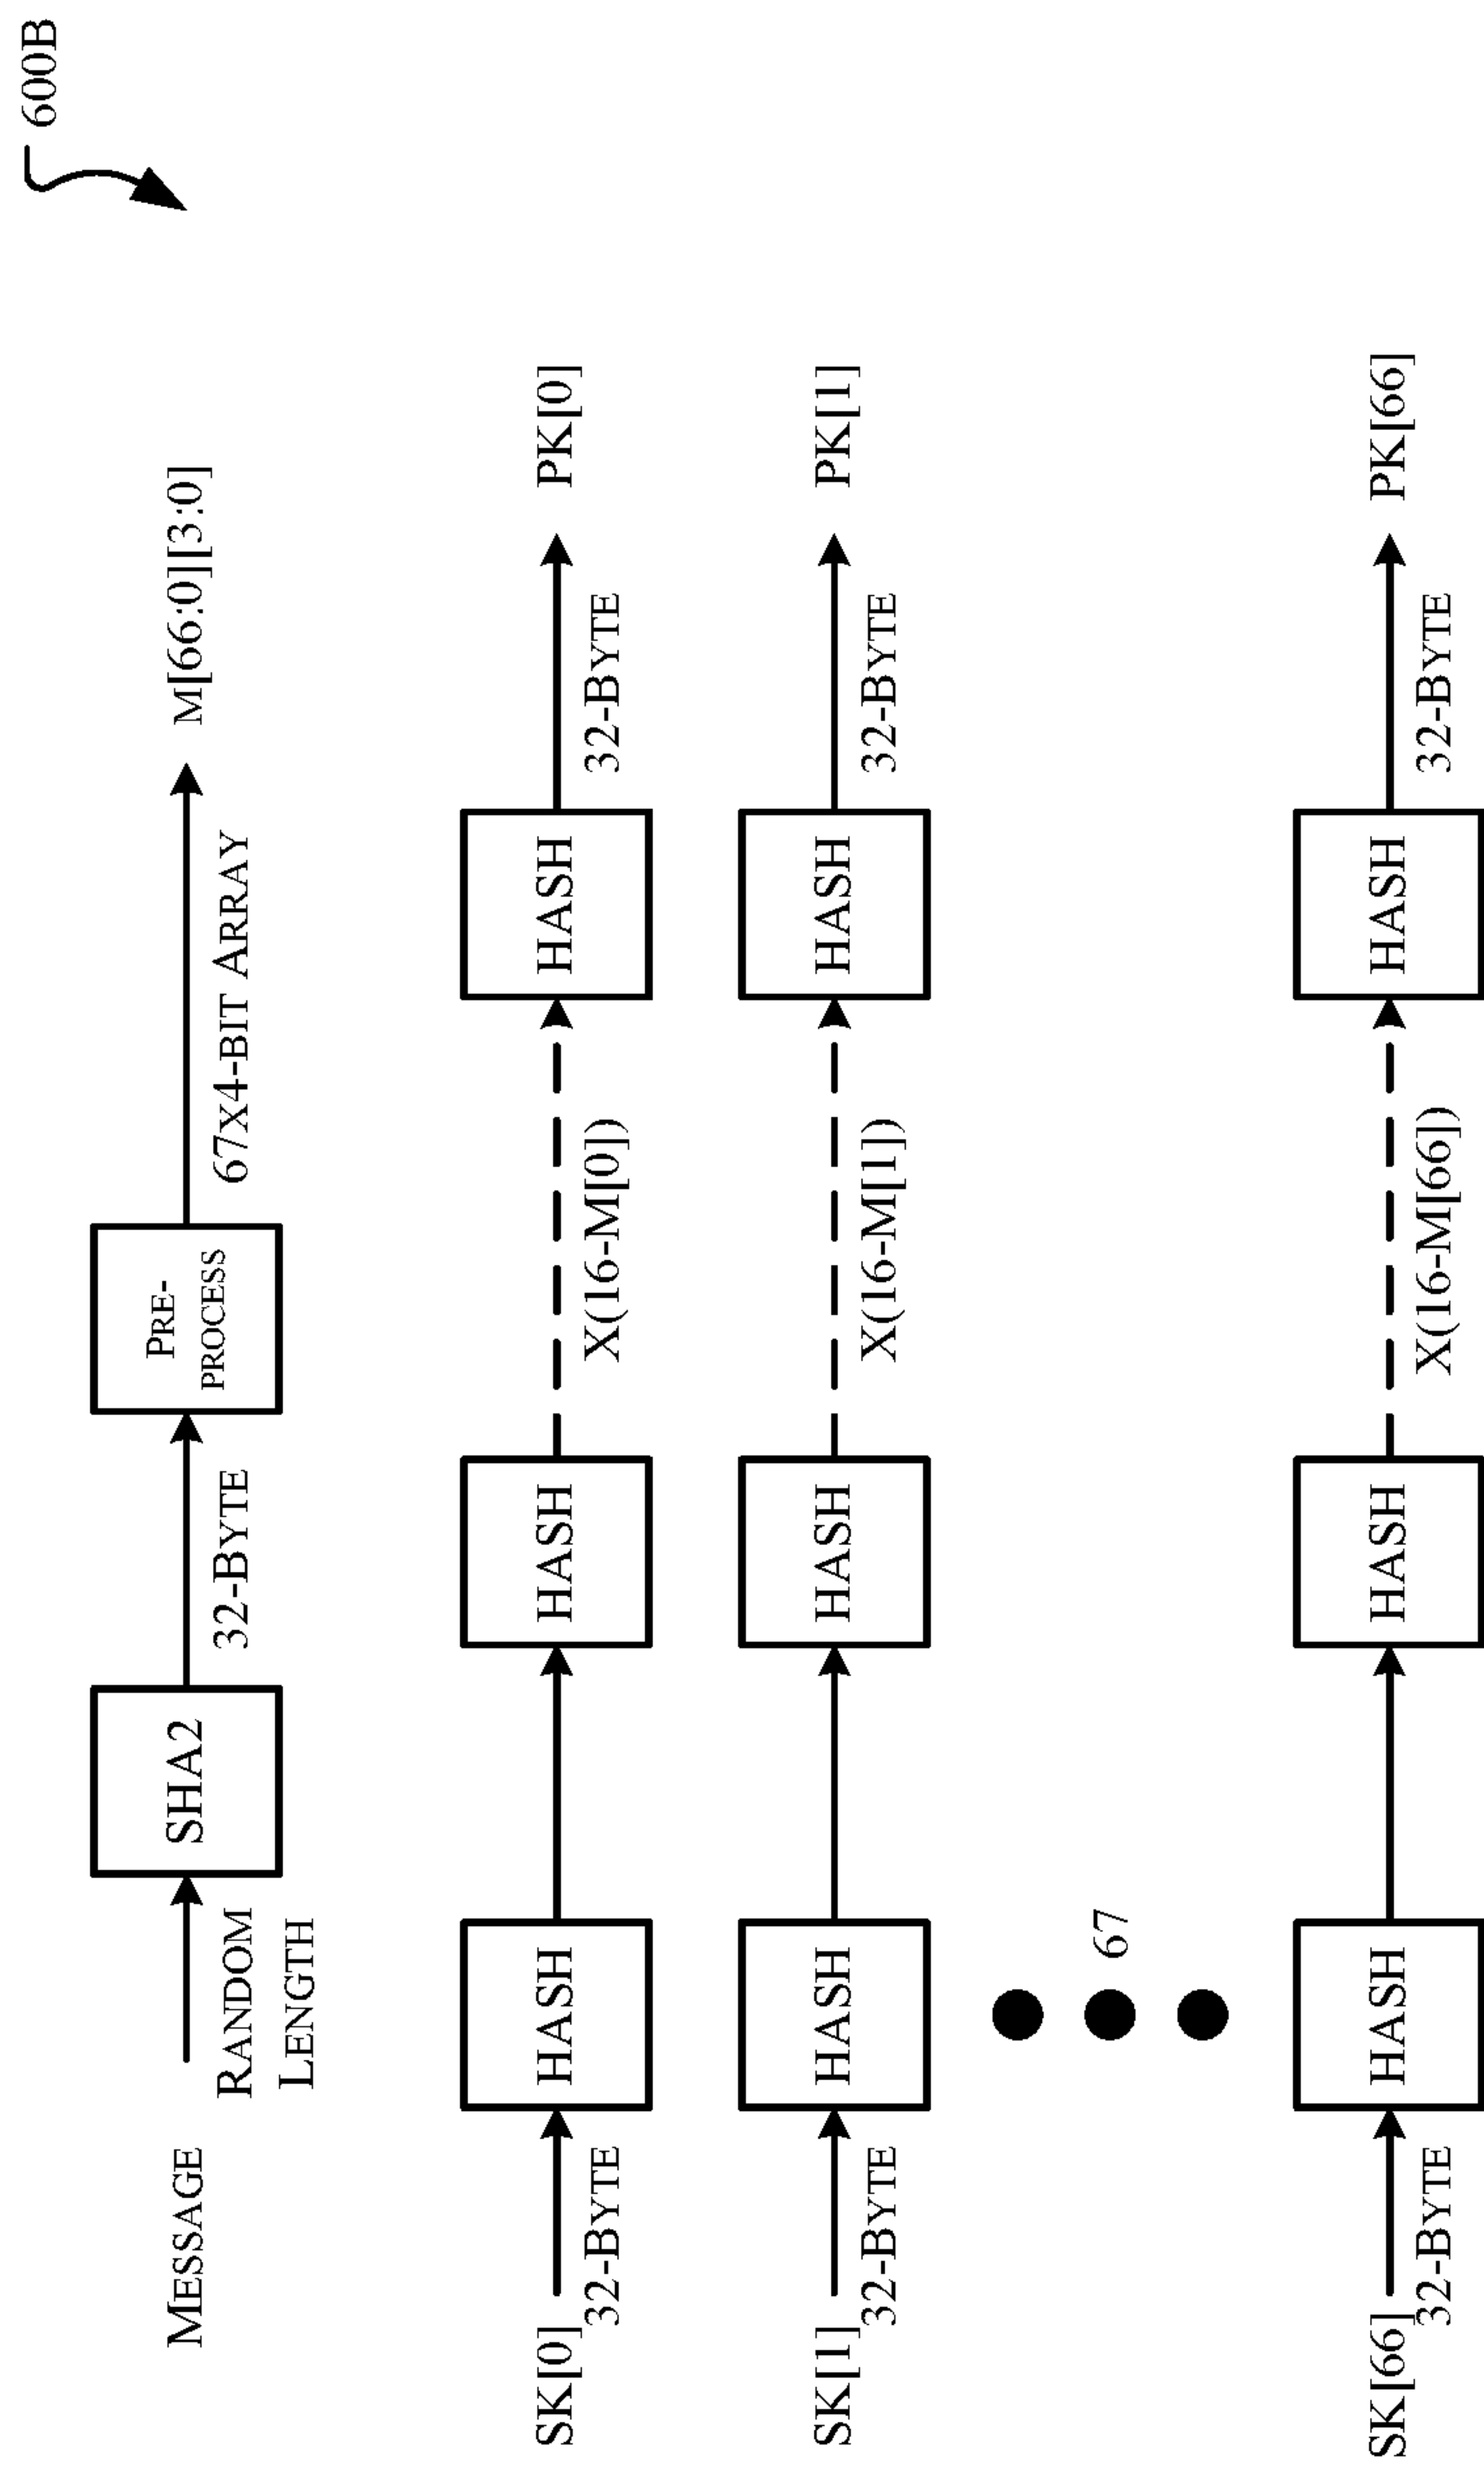 600B
MESSAGE
RANDOM
LENGTH
SHA2
32-BYTE
PRE-
PROCESS
67X4-BIT ARRAY
M[66:0][3:0]
SK[0]
32-BYTE
HASH
HASH
X(16-M[0])
HASH
32-BYTE
PK[0]
SK[1]
32-BYTE
HASH
HASH
X(16-M[1])
HASH
32-BYTE
PK[1]
67
SK[66]
32-BYTE
HASH
HASH
X(16-M[66])
HASH
32-BYTE
PK[66]